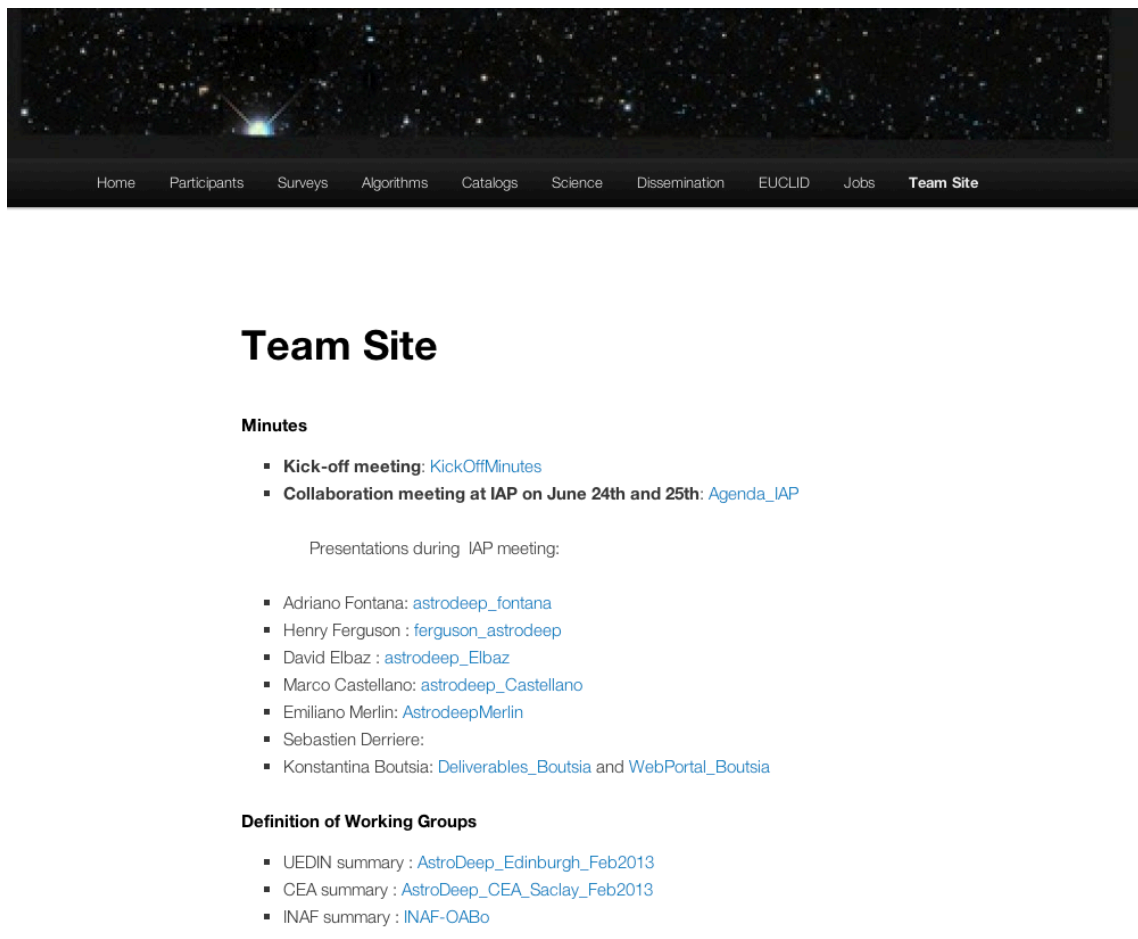 Home Participants Surveys Algorithms Catalogs Science Dissemination EUCLID Jobs Team Site
Team Site
Minutes
Kick-off meeting: KickOffMinutes
Collaboration meeting at IAP on June 24th and 25th: Agenda_IAP
Presentations during IAP meeting:
Adriano Fontana: astrodeep_fontana
Henry Ferguson : ferguson_astrodeep
David Elbaz : astrodeep_Elbaz
Marco Castellano: astrodeep_Castellano
Emiliano Merlin: AstrodeepMerlin
Sebastien Derriere:
Konstantina Boutsia: Deliverables_Boutsia and WebPortal_Boutsia
Definition of Working Groups
UEDIN summary : AstroDeep_Edinburgh_Feb2013
CEA summary : AstroDeep_CEA_Saclay_Feb2013
INAF summary : INAF-OABo